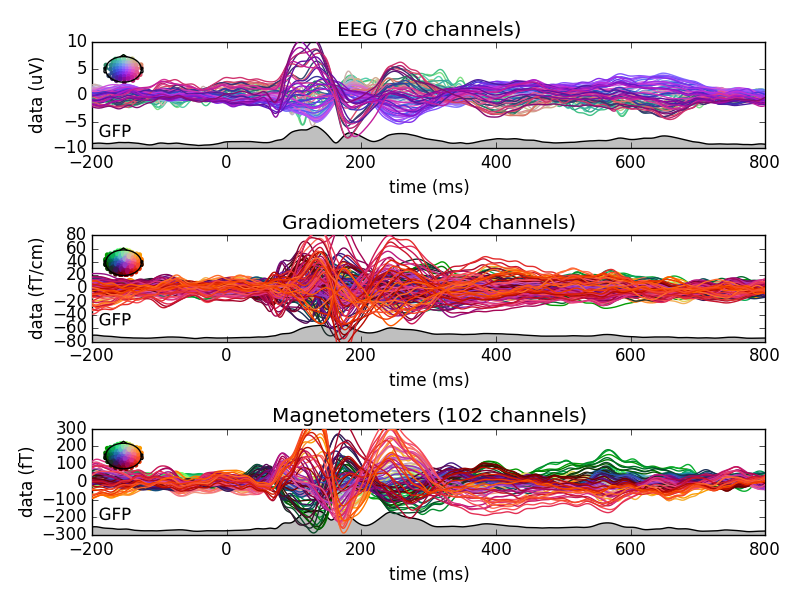 EEG (70 channels)
10
5
0
−5
−10
data (uV)
GFP
−200 0 200 400 600 800
time (ms)
Gradiometers (204 channels)
80
60
40
20
0
−20
−40
−60
−80
data (fT/cm)
GFP
−200 0 200 400 600 800
time (ms)
Magnetometers (102 channels)
300
200
100
0
−100
−200
−300
data (fT)
GFP
−200 0 200 400 600 800
time (ms)